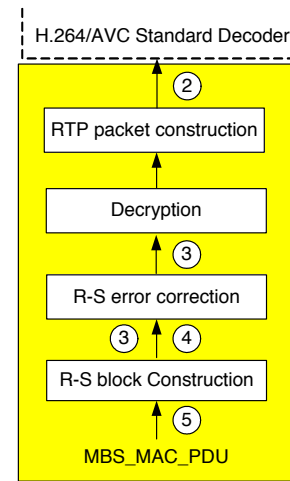 H.264/AVC Standard Decoder
2
RTP packet construction
Decryption
3
R-S error correction
3 4
R-S block Construction
5
MBS_MAC_PDU